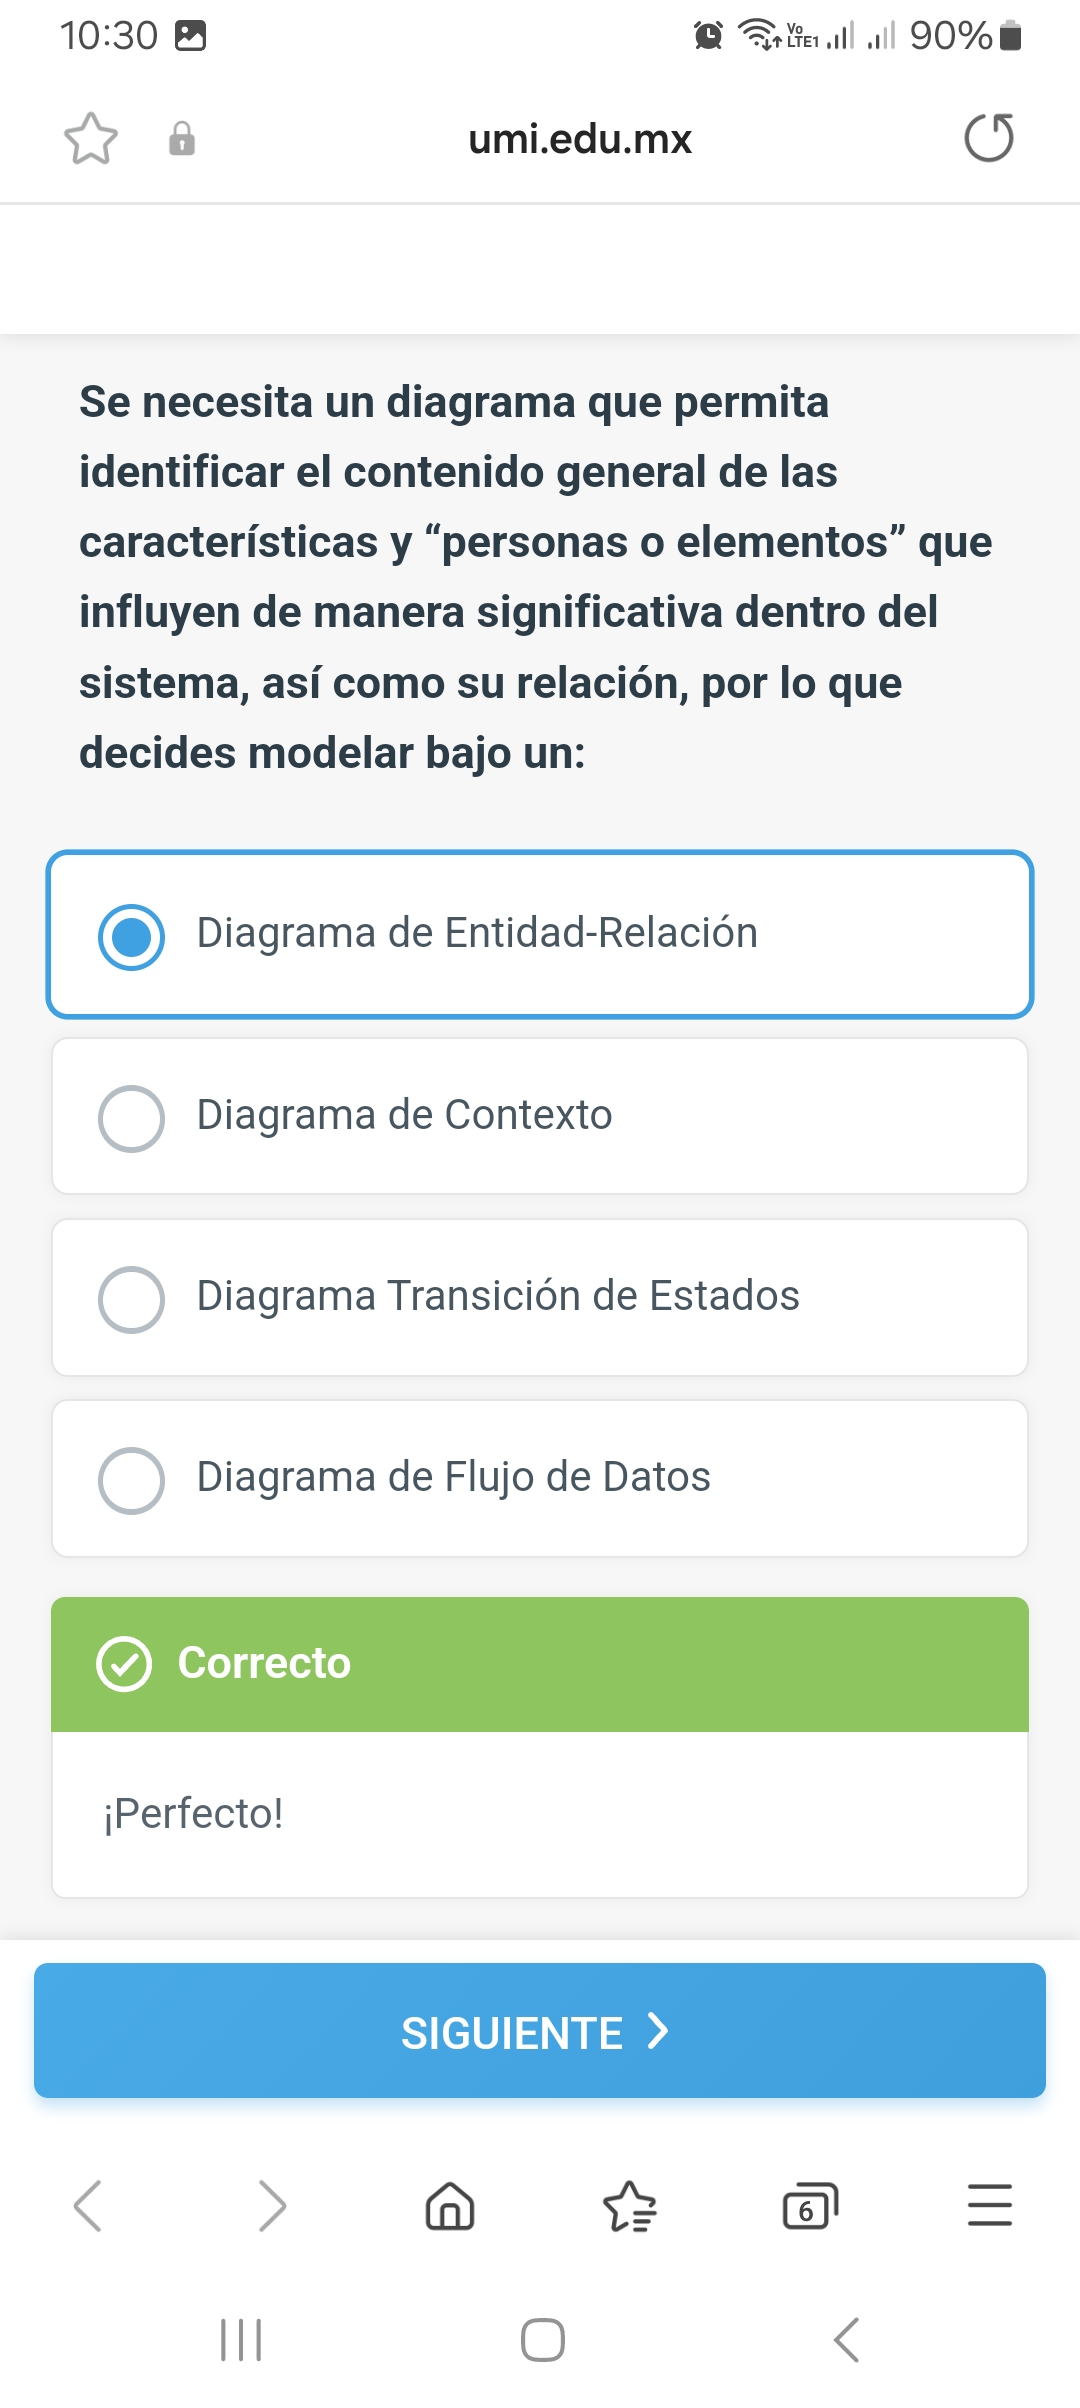 10:30
Vo
LTE1
90%
umi.edu.mx
Se necesita un diagrama que permita
identificar el contenido general de las
características y “personas o elementos” que
influyen de manera significativa dentro del
sistema, así como su relación, por lo que
decides modelar bajo un:
Diagrama de Entidad-Relación
Diagrama de Contexto
Diagrama Transición de Estados
Diagrama de Flujo de Datos
Correcto
¡Perfecto!
SIGUIENTE
6